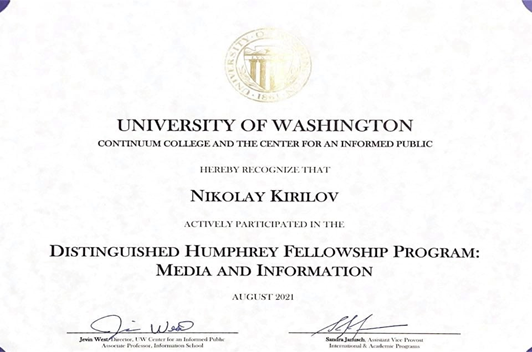 UNIVERSITY OF WASHINGTON
CONTINUUM COLLEGE AND THE CENTER FOR AN INFORMED PUBLIC
HEREBY RECOGNIZE THAT
NIKOLAY KIRILOV
ACTIVELY PARTICIPATED IN THE
DISTINGUISHED HUMPHREY FELLOWSHIP PROGRAM:
MEDIA AND INFORMATION
AUGUST 2021
Jevin West, Director, UW Center for an Informed Public
Associate Professor, Information School
Sandra Janusch, Assistant Vice Provost
International & Academic Programs